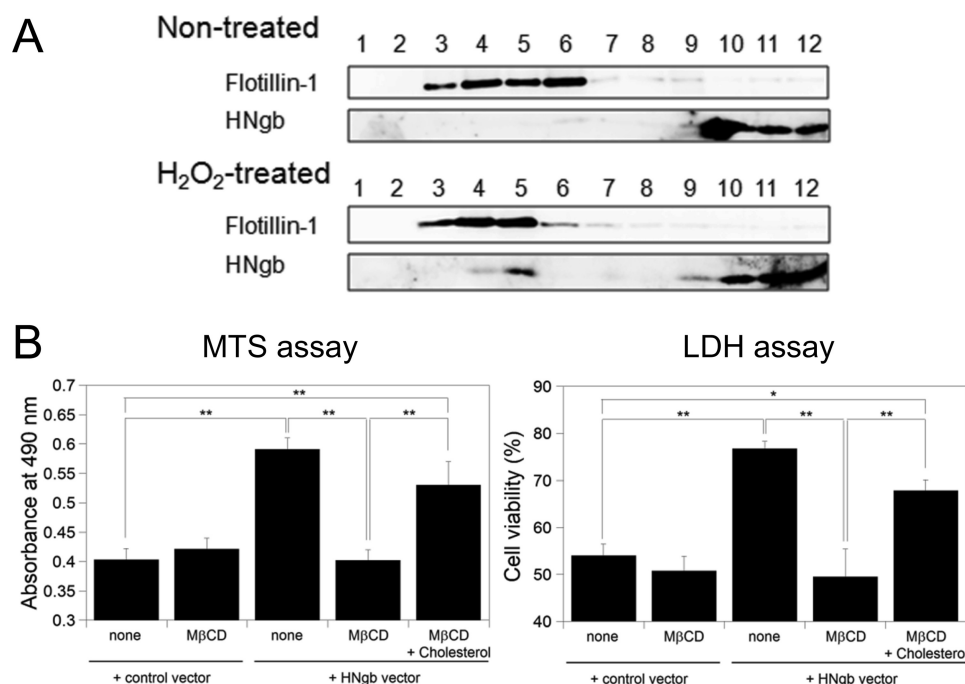 A
Non-treated
1 2 3 4 5 6 7 8 9 10 11 12
Flotillin-1
HNgb
H₂O₂-treated
1 2 3 4 5 6 7 8 9 10 11 12
Flotillin-1
HNgb
B
MTS assay
Absorbance at 490 nm
0.7
0.65
0.6
0.55
0.5
0.45
0.4
0.35
0.3
**
** ** **
none MβCD none MβCD MβCD
+ Cholesterol
+ control vector + HNgb vector
LDH assay
Cell viability (%)
90
80
70
60
50
40
*
** ** **
none MβCD none MβCD MβCD
+ Cholesterol
+ control vector + HNgb vector